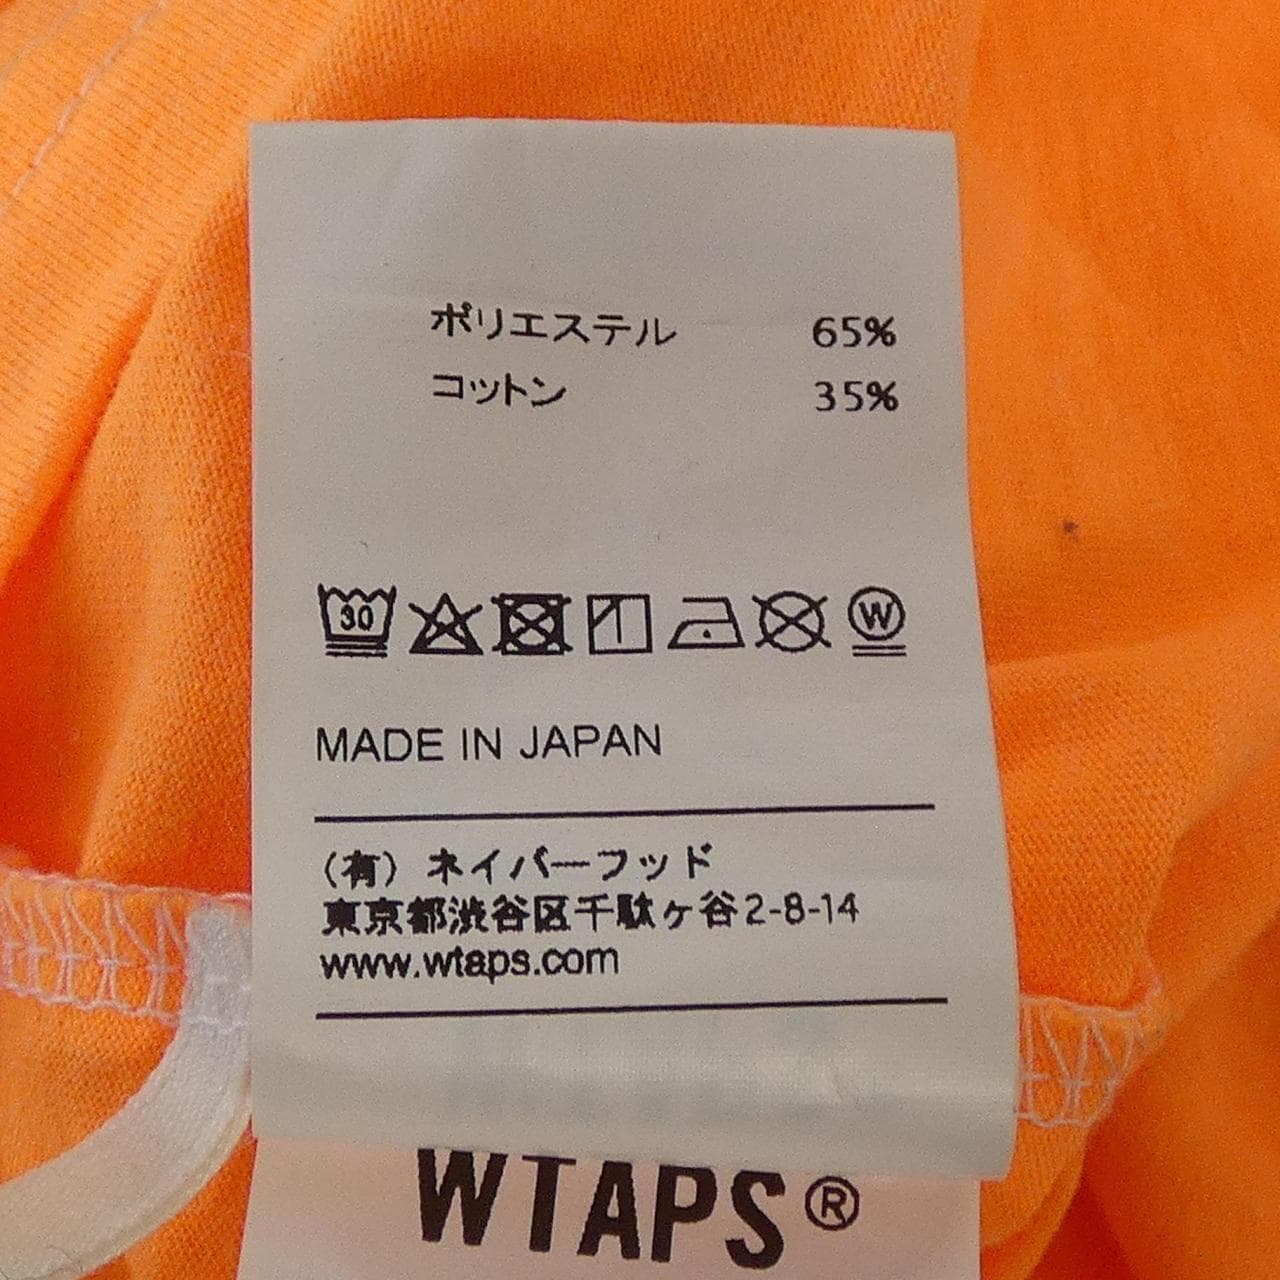 ポリエステル 65%
コットン 35%
30 W
MADE IN JAPAN
(有) ネイバーフッド
東京都渋谷区千駄ヶ谷2-8-14
www.wtaps.com
WTAPS®